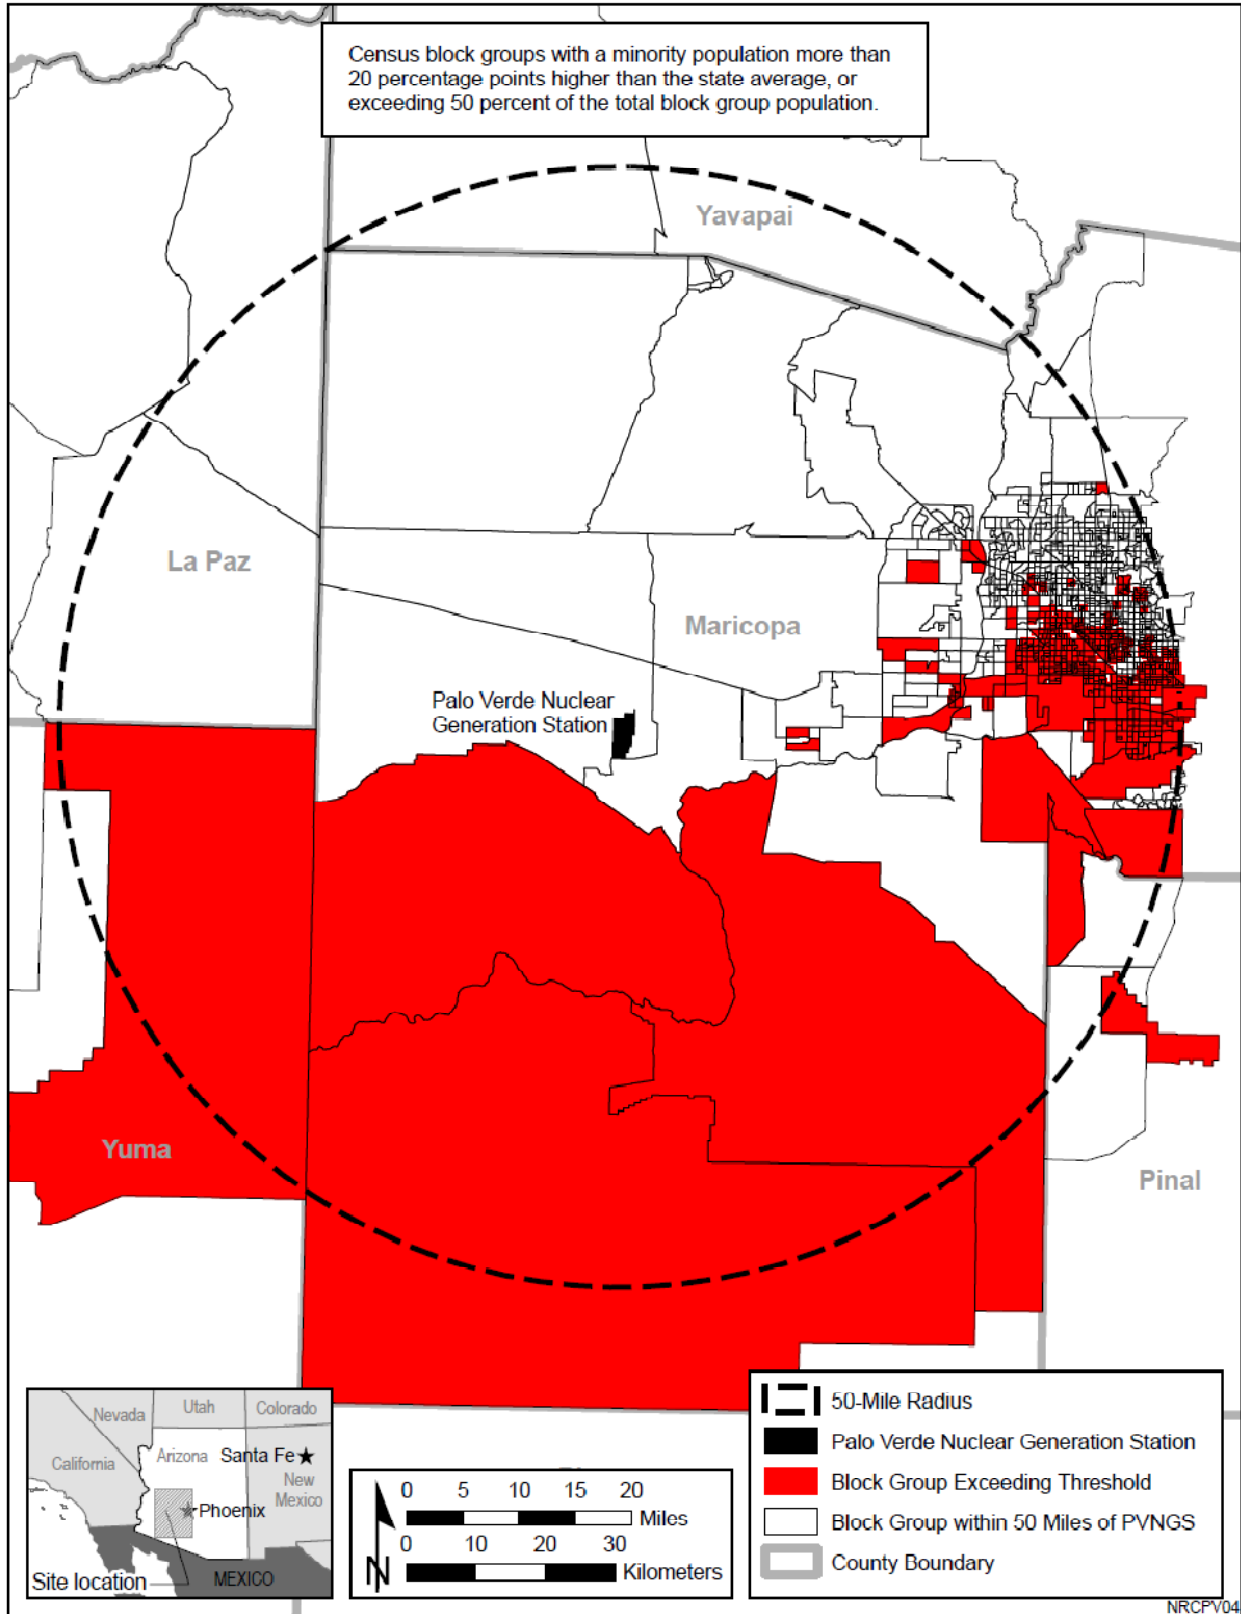 Census block groups with a minority population more than
20 percentage points higher than the state average, or
exceeding 50 percent of the total block group population.
Yavapai
La Paz
Maricopa
Palo Verde Nuclear
Generation Station
Yuma
Pinal
Nevada
Utah
Colorado
California
Arizona
Santa Fe
New
Mexico
Phoenix
Site location
MEXICO
0 5 10 15 20
Miles
0 10 20 30
Kilometers
N
50-Mile Radius
Palo Verde Nuclear Generation Station
Block Group Exceeding Threshold
Block Group within 50 Miles of PVNGS
County Boundary
NRCPV04